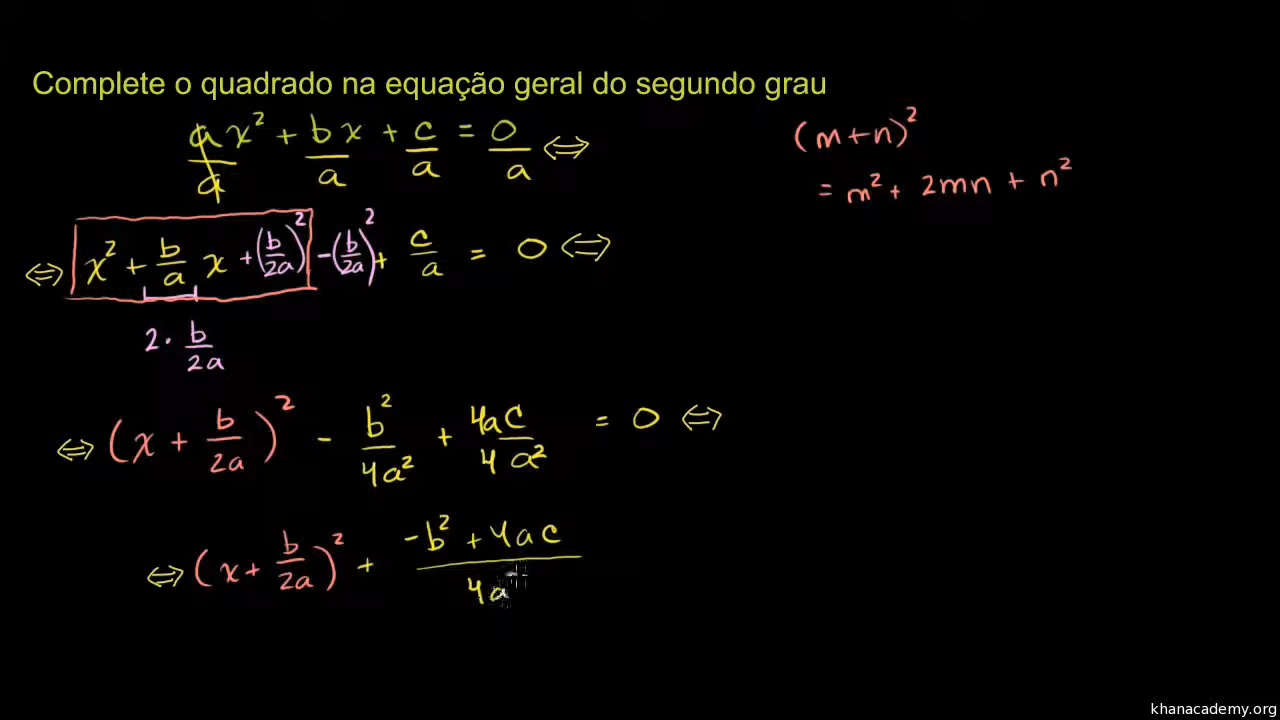 Complete o quadrado na equação geral do segundo grau
ax²/a + bx/a + c/a = 0/a ⇔
(m+n)²
= m² + 2mn + n²
⇔ x² + b/a x + (b/2a)² - (b/2a)² + c/a = 0 ⇔
2 · b/2a
⇔ (x + b/2a)² - b²/4a² + 4ac/4a² = 0 ⇔
⇔ (x + b/2a)² + -b² + 4ac/4a
khanacademy.org